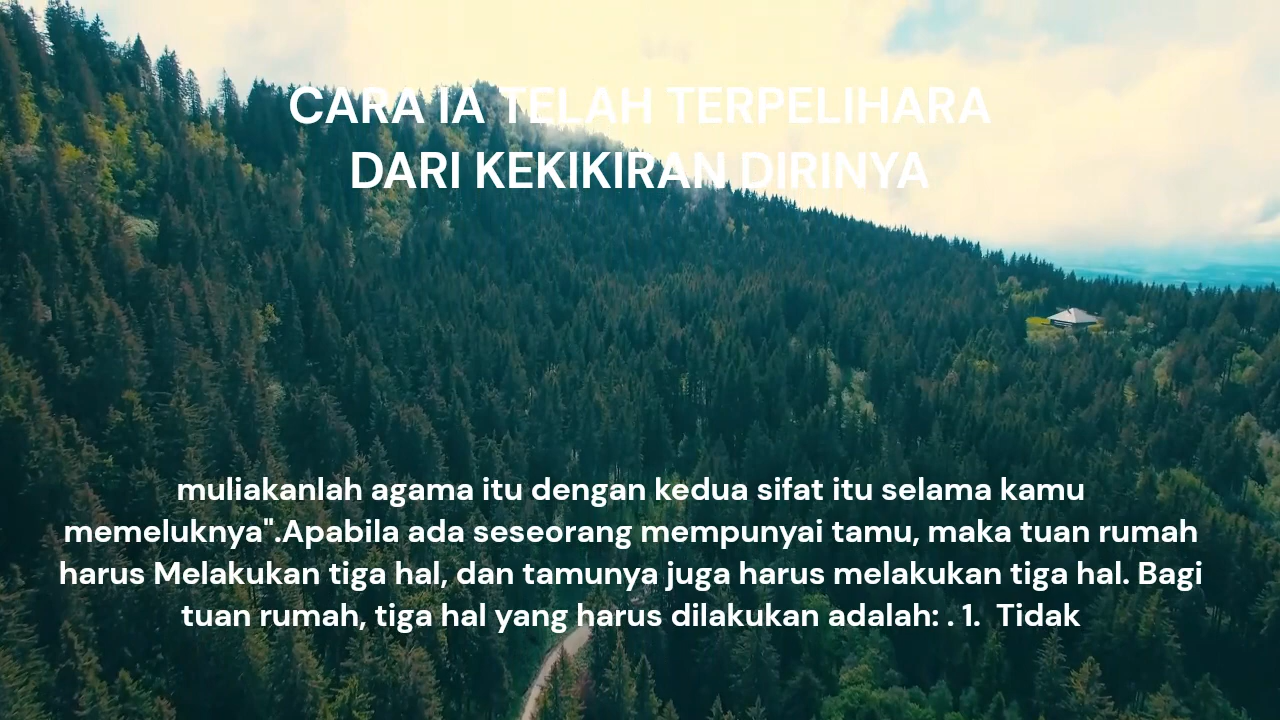 CARA IA TELAH TERPELIHARA
DARI KEKIKIRAN DIRINYA
muliakanlah agama itu dengan kedua sifat itu selama kamu
memeluknya".Apabila ada seseorang mempunyai tamu, maka tuan rumah
harus Melakukan tiga hal, dan tamunya juga harus melakukan tiga hal. Bagi
tuan rumah, tiga hal yang harus dilakukan adalah: . 1.  Tidak